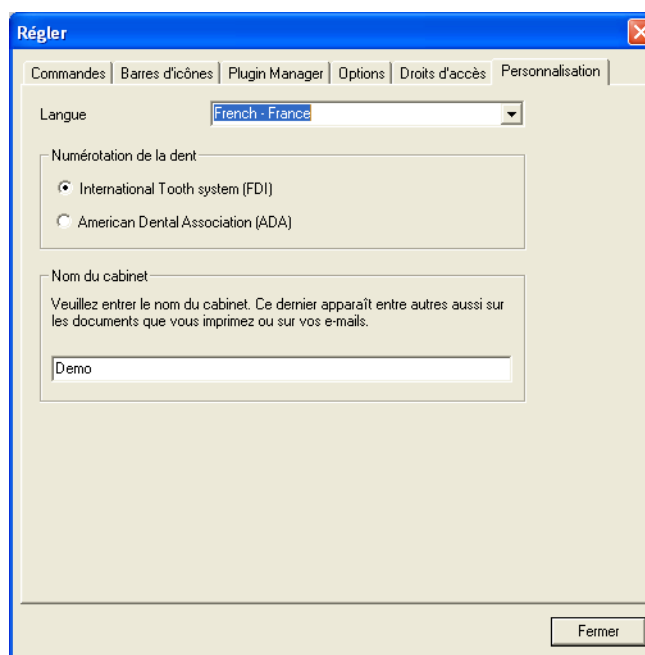 Régler
Commandes
Barres d'icônes
Plugin Manager
Options
Droits d'accès
Personnalisation
Langue
French - France
Numérotation de la dent
International Tooth system (FDI)
American Dental Association (ADA)
Nom du cabinet
Veuillez entrer le nom du cabinet. Ce dernier apparaît entre autres aussi sur
les documents que vous imprimez ou sur vos e-mails.
Demo
Fermer